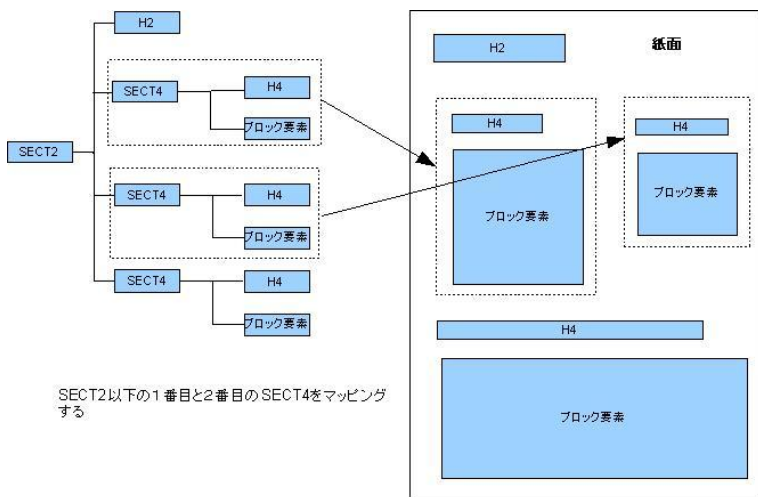 H2
SECT4
H4
ブロック要素
SECT2
SECT4
H4
ブロック要素
SECT4
H4
ブロック要素
SECT2以下の1番目と2番目のSECT4をマッピング
する
紙面
H2
H4
ブロック要素
H4
ブロック要素
H4
ブロック要素